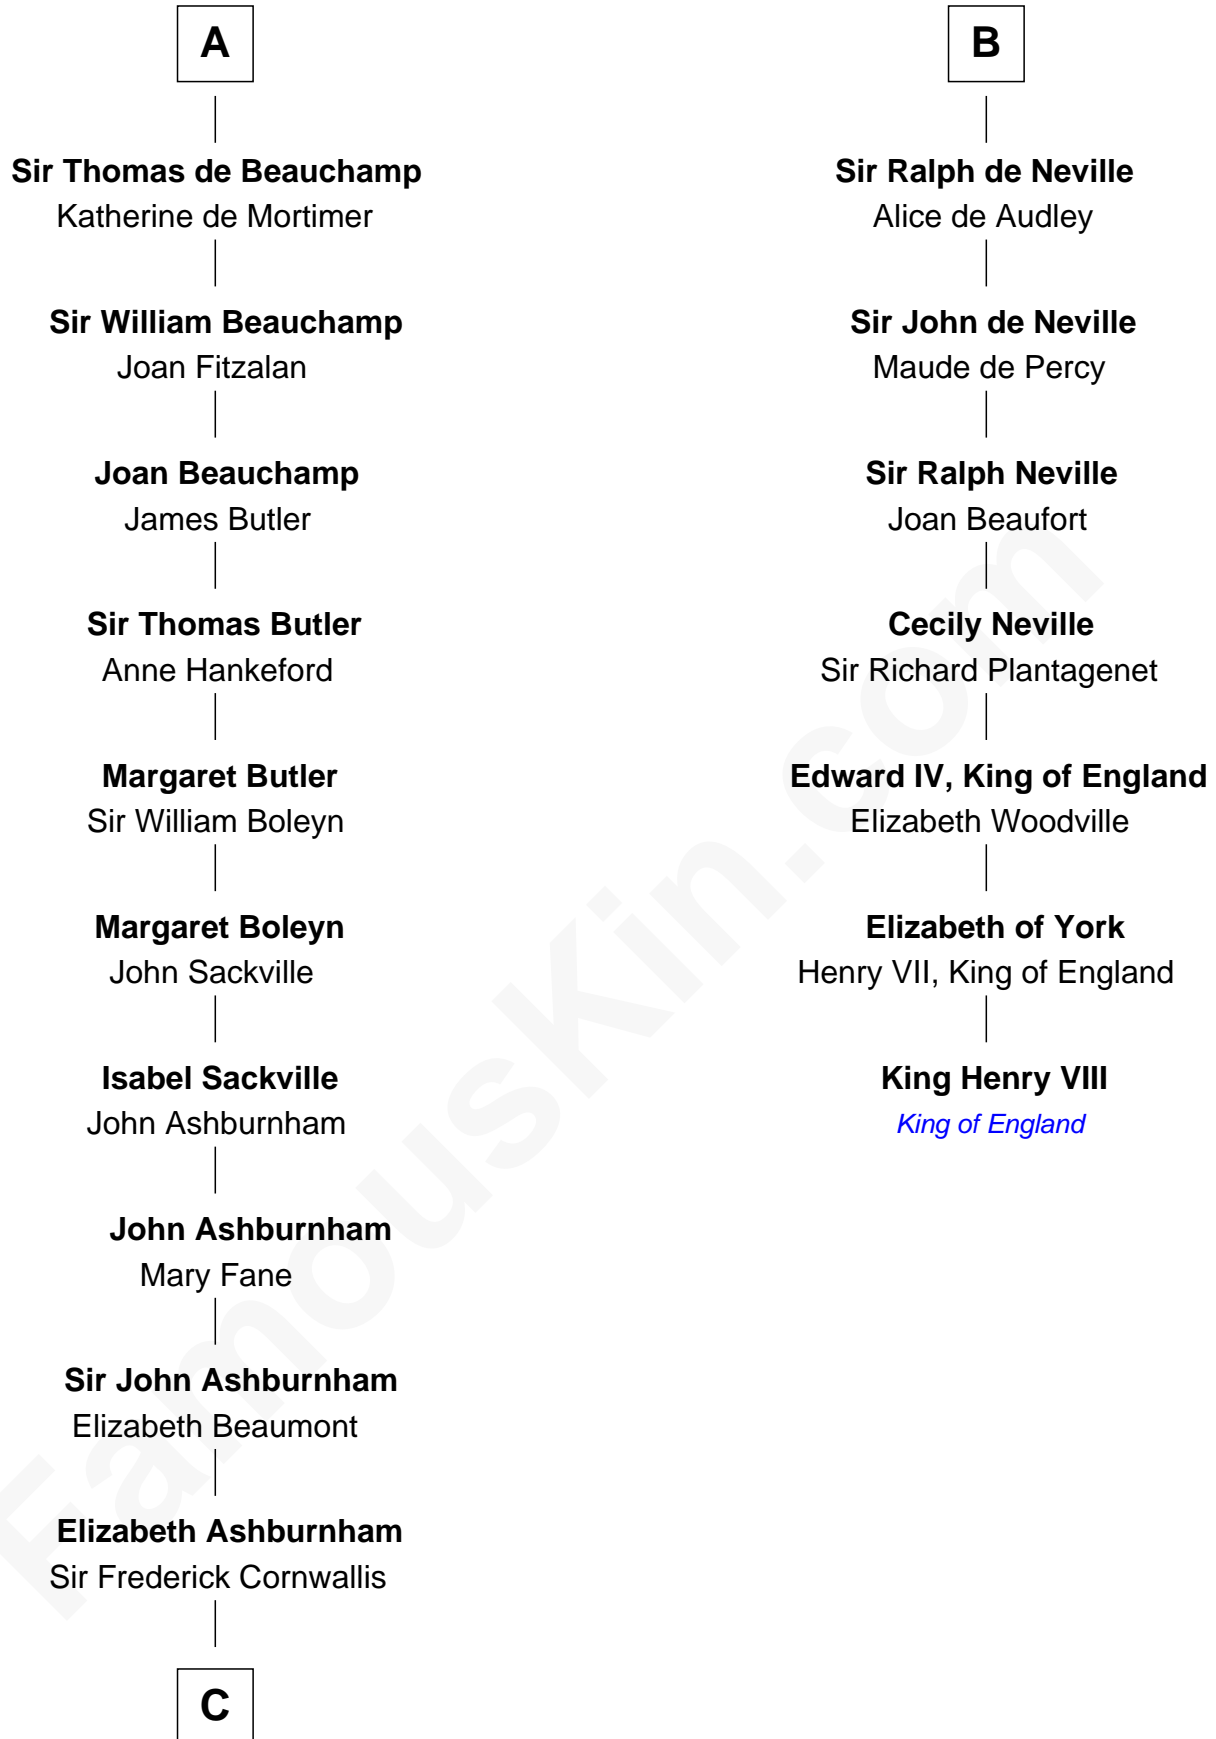 A
Sir Thomas de Beauchamp
Katherine de Mortimer
Sir William Beauchamp
Joan Fitzalan
Joan Beauchamp
James Butler
Sir Thomas Butler
Anne Hankeford
Margaret Butler
Sir William Boleyn
Margaret Boleyn
John Sackville
Isabel Sackville
John Ashburnham
John Ashburnham
Mary Fane
Sir John Ashburnham
Elizabeth Beaumont
Elizabeth Ashburnham
Sir Frederick Cornwallis
C
B
Sir Ralph de Neville
Alice de Audley
Sir John de Neville
Maude de Percy
Sir Ralph Neville
Joan Beaufort
Cecily Neville
Sir Richard Plantagenet
Edward IV, King of England
Elizabeth Woodville
Elizabeth of York
Henry VII, King of England
King Henry VIII
King of England
FamousKin.com